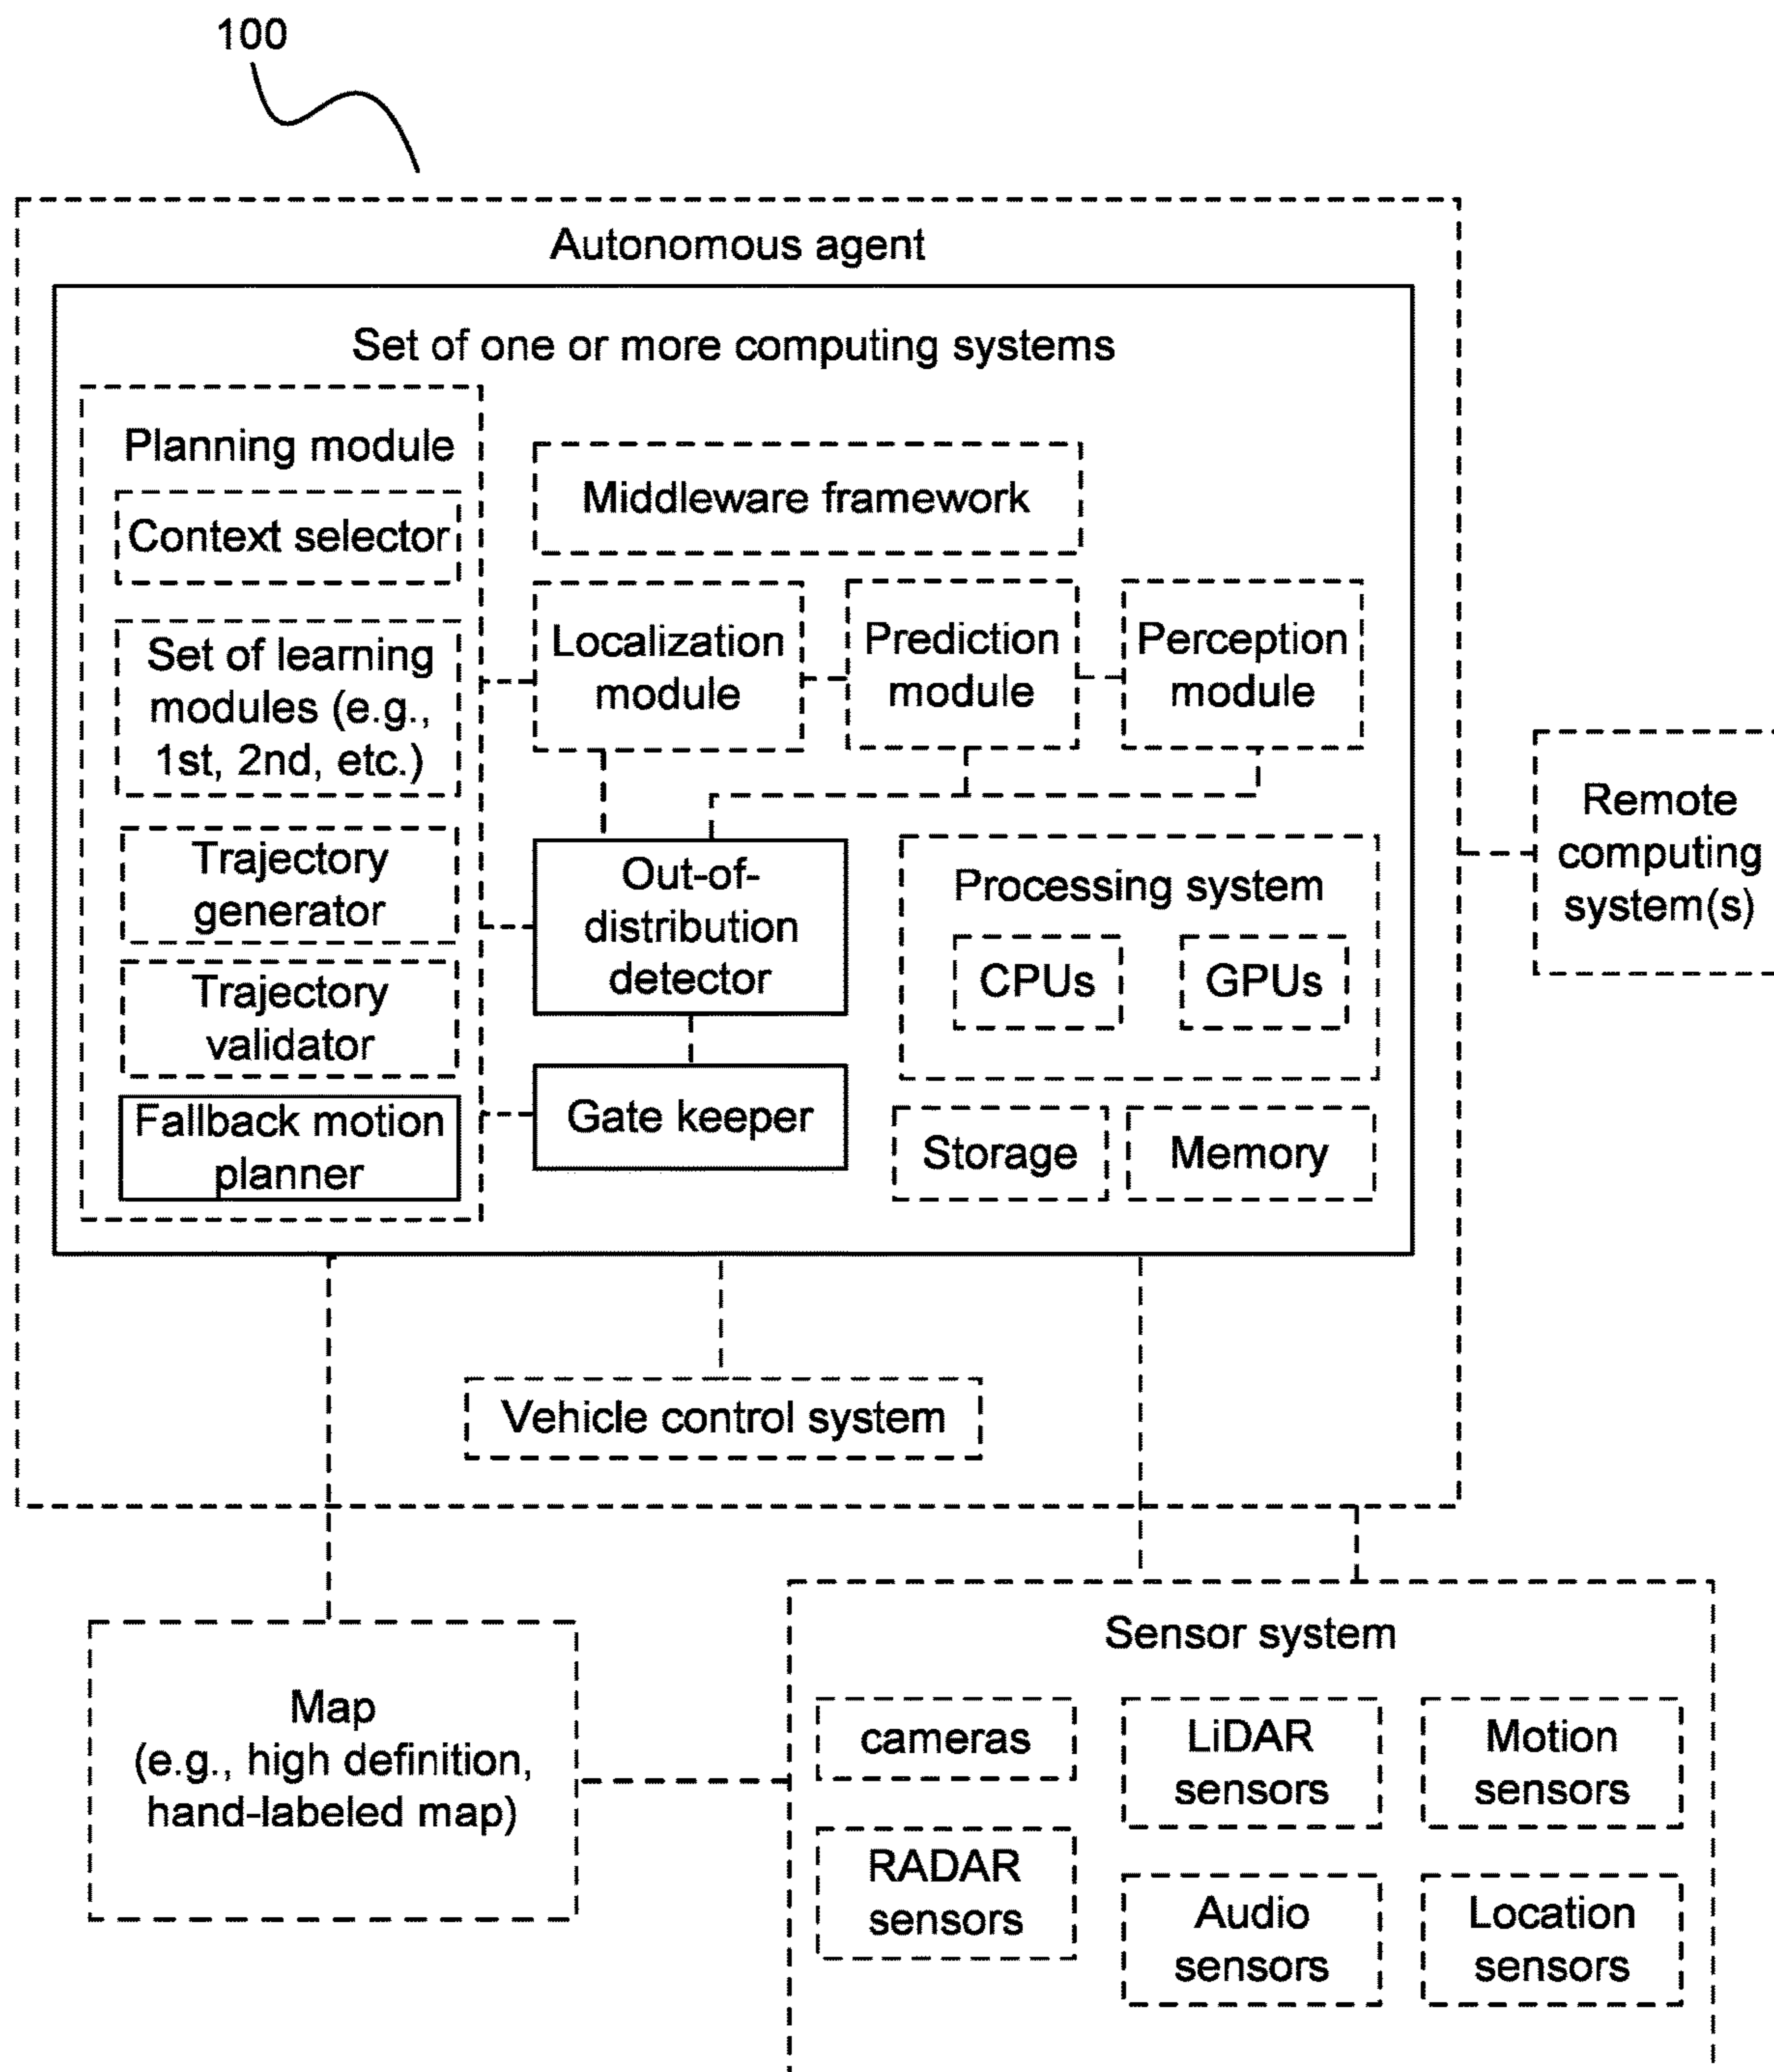 100
Autonomous agent
Set of one or more computing systems
Planning module
Context selector
Set of learning
modules (e.g.,
1st, 2nd, etc.)
Trajectory
generator
Trajectory
validator
Fallback motion
planner
Middleware framework
Localization
module
Prediction
module
Perception
module
Out-of-
distribution
detector
Gate keeper
Processing system
CPUs
GPUs
Storage
Memory
Remote
computing
system(s)
Vehicle control system
Map
(e.g., high definition,
hand-labeled map)
Sensor system
cameras
LiDAR
sensors
Motion
sensors
RADAR
sensors
Audio
sensors
Location
sensors